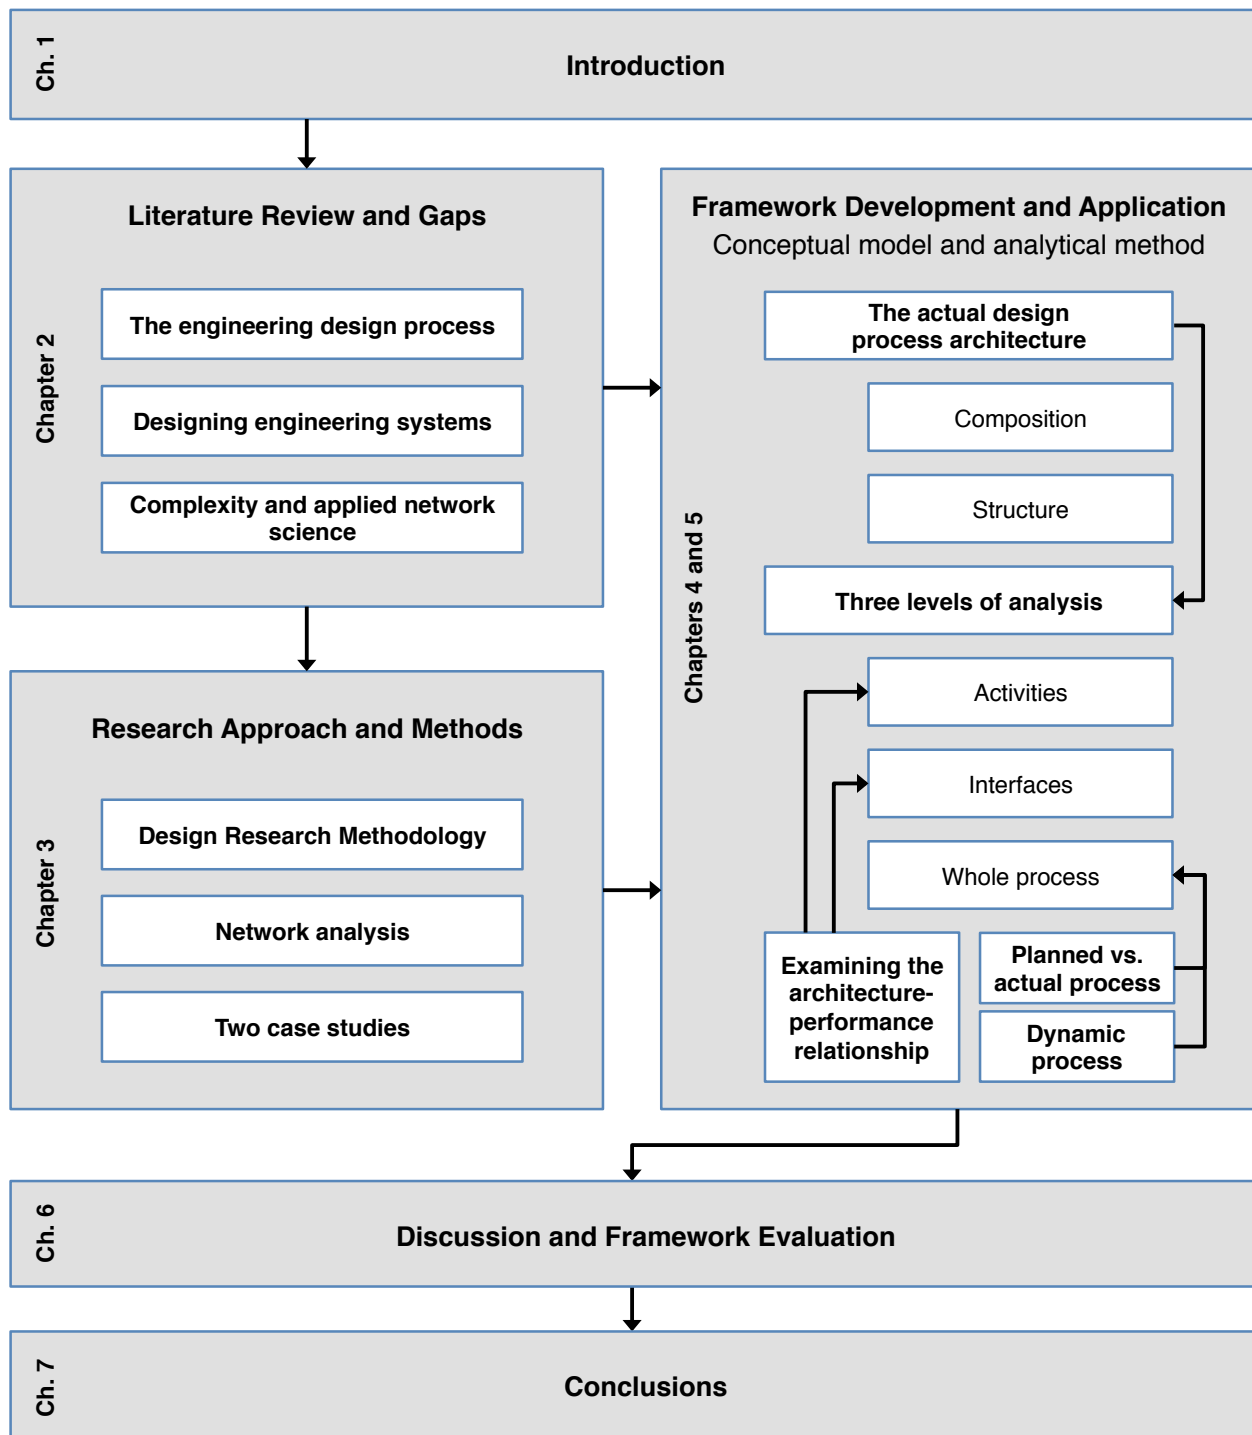 Ch. 1
Introduction
Chapter 2
Literature Review and Gaps
The engineering design process
Designing engineering systems
Complexity and applied network
science
Chapter 3
Research Approach and Methods
Design Research Methodology
Network analysis
Two case studies
Chapters 4 and 5
Framework Development and Application
Conceptual model and analytical method
The actual design
process architecture
Composition
Structure
Three levels of analysis
Activities
Interfaces
Whole process
Examining the
architecture-
performance
relationship
Planned vs.
actual process
Dynamic
process
Ch. 6
Discussion and Framework Evaluation
Ch. 7
Conclusions